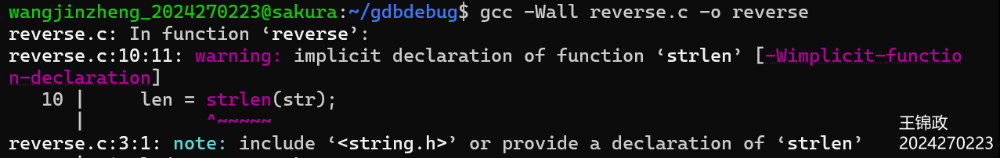 wangjinzheng_2024270223@sakura:~/gdbdebug$ gcc -Wall reverse.c -o reverse
reverse.c: In function ‘reverse’:
reverse.c:10:11: warning: implicit declaration of function ‘strlen’ [-Wimplicit-functio
n-declaration]
   10 |     len = strlen(str);
      |           ^~~~~~
王锦政
reverse.c:3:1: note: include ‘<string.h>’ or provide a declaration of ‘strlen’
2024270223